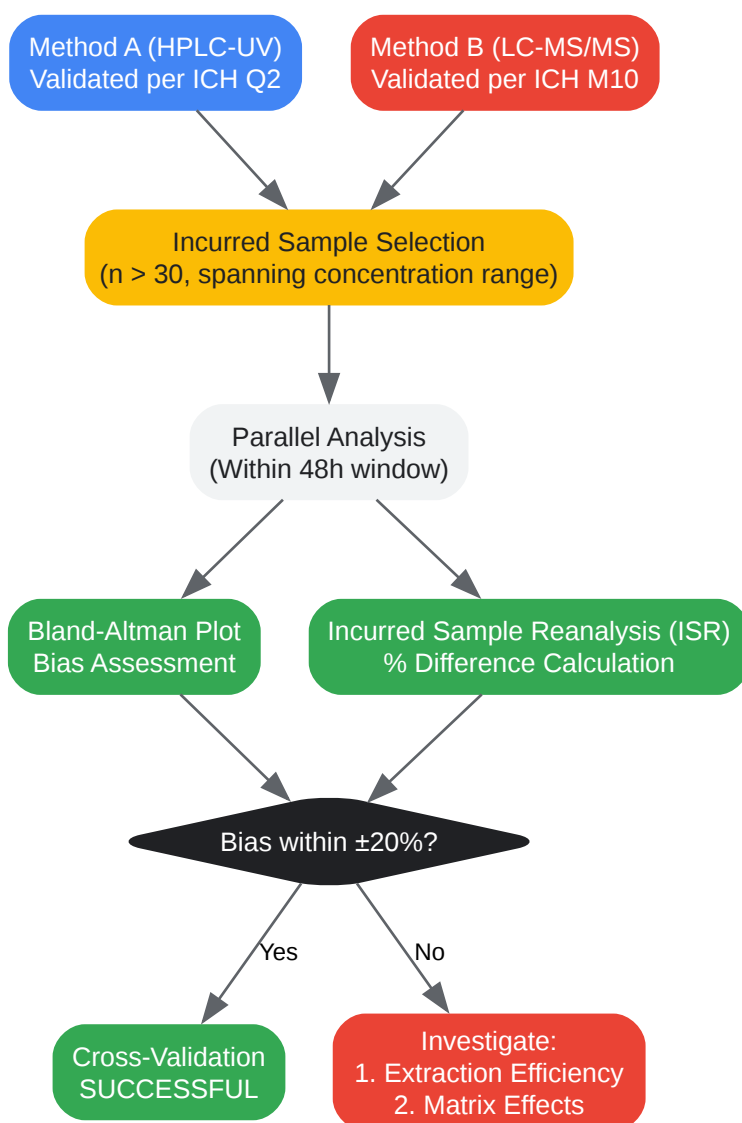 Method A (HPLC-UV)
Validated per ICH Q2
Method B (LC-MS/MS)
Validated per ICH M10
Incurred Sample Selection
(n > 30, spanning concentration range)
Parallel Analysis
(Within 48h window)
Bland-Altman Plot
Bias Assessment
Incurred Sample Reanalysis (ISR)
% Difference Calculation
Bias within ±20%?
Yes
No
Cross-Validation
SUCCESSFUL
Investigate:
1. Extraction Efficiency
2. Matrix Effects